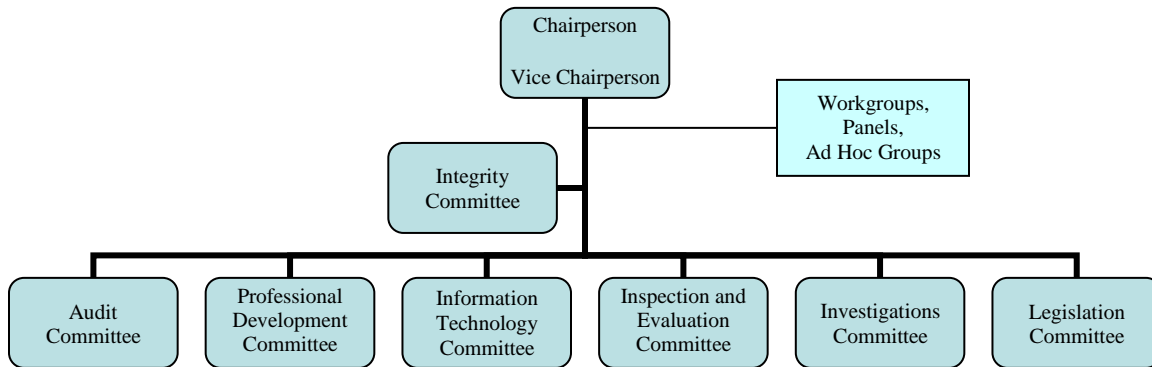 Chairperson
Vice Chairperson
Workgroups,
Panels,
Ad Hoc Groups
Integrity
Committee
Audit
Committee
Professional
Development
Committee
Information
Technology
Committee
Inspection and
Evaluation
Committee
Investigations
Committee
Legislation
Committee